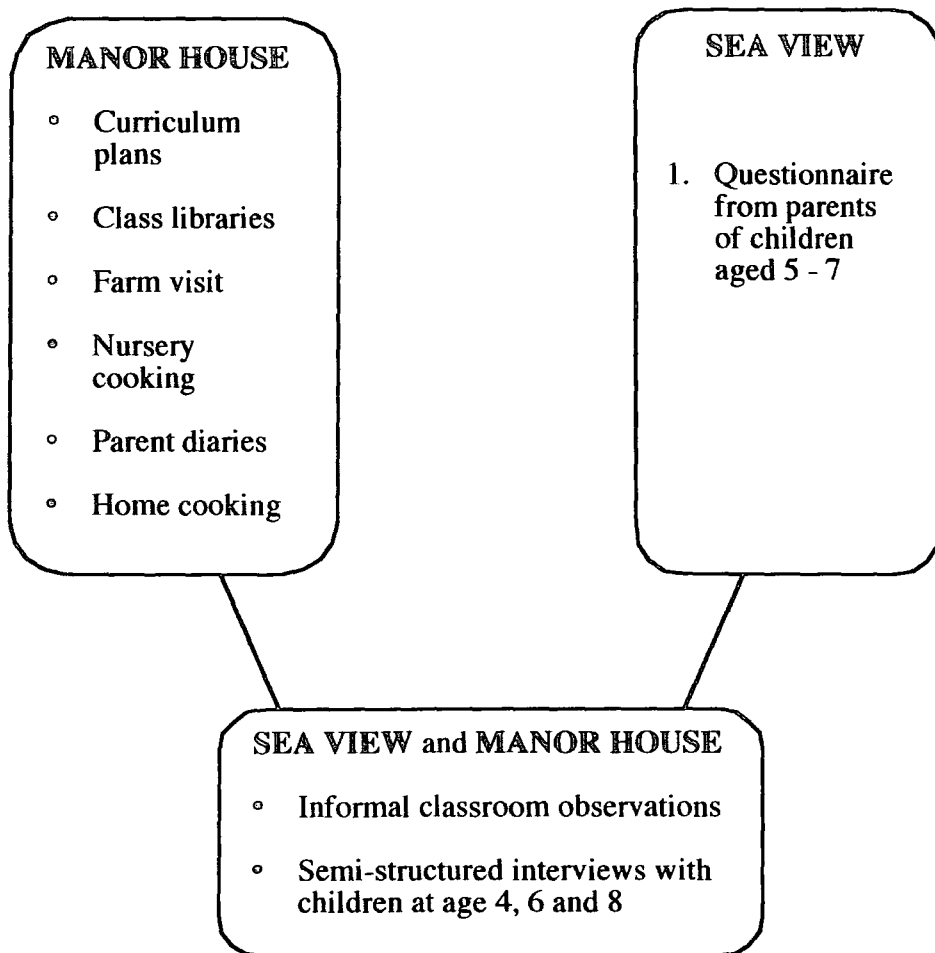 MANOR HOUSE
° Curriculum
plans
° Class libraries
° Farm visit
° Nursery
cooking
° Parent diaries
° Home cooking
SEA VIEW
1. Questionnaire
from parents
of children
aged 5 - 7
SEA VIEW and MANOR HOUSE
° Informal classroom observations
° Semi-structured interviews with
children at age 4, 6 and 8